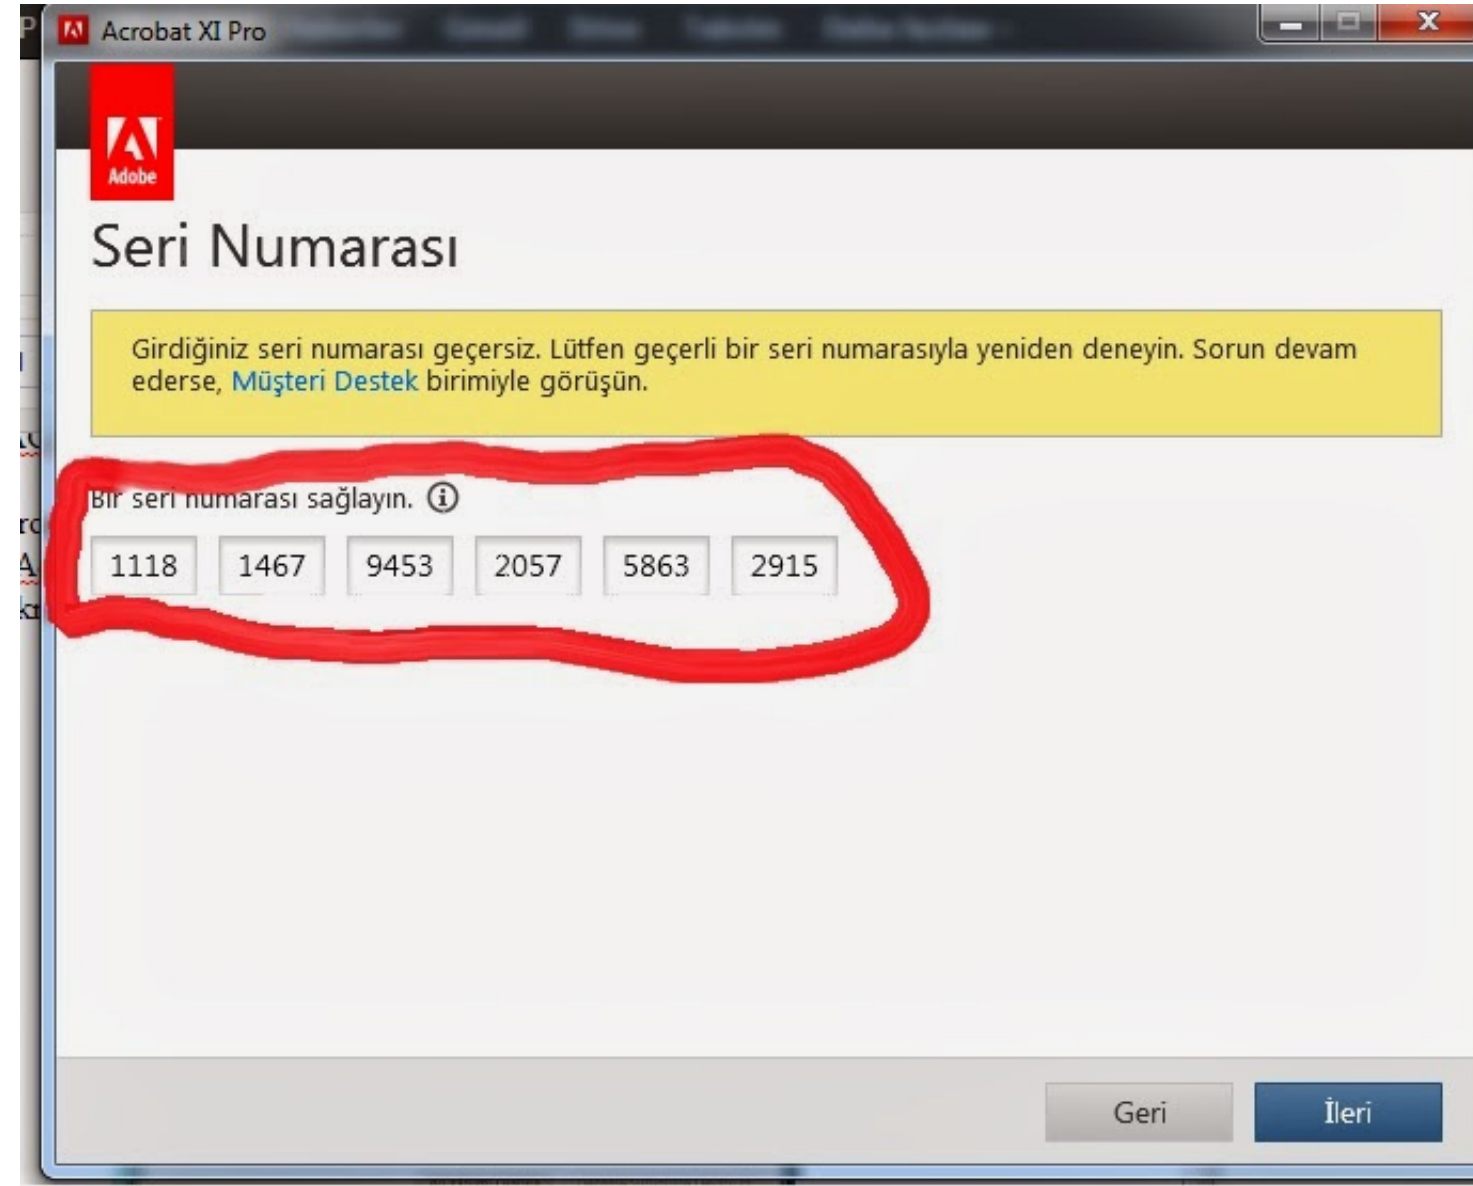 P
Acrobat XI Pro
Adobe
Seri Numarası
Girdiğiniz seri numarası geçersiz. Lütfen geçerli bir seri numarasıyla yeniden deneyin. Sorun devam
ederse, Müşteri Destek birimiyle görüşün.
Bir seri numarası sağlayın.
1118 1467 9453 2057 5863 2915
Geri İleri